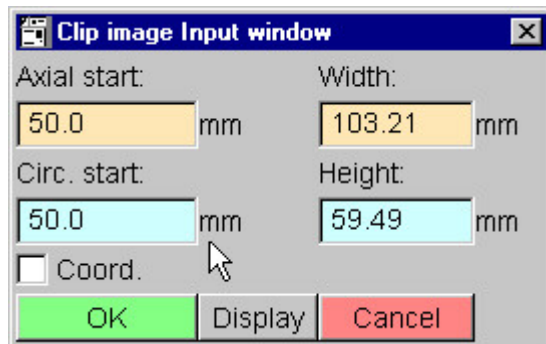 Clip image Input window
Axial start: Width:
50.0 mm 103.21 mm
Circ. start: Height:
50.0 mm 59.49 mm
Coord.
OK Display Cancel